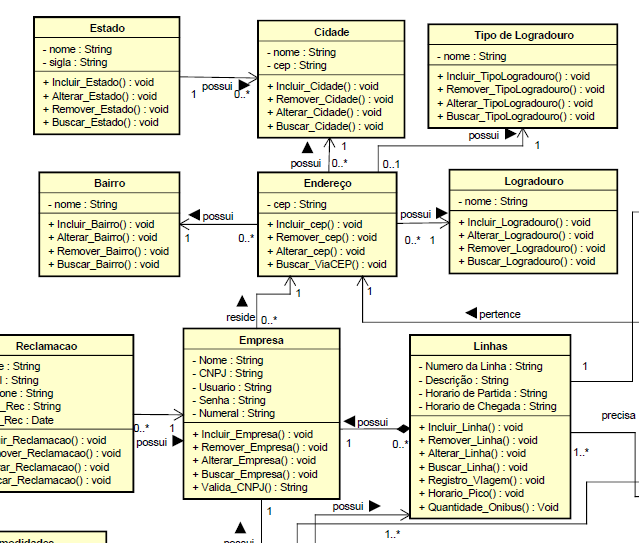 Estado
- nome : String
- sigla : String
+ Incluir_Estado() : void
+ Alterar_Estado() : void
+ Remover_Estado() : void
+ Buscar_Estado() : void
1
possui
0..*
Cidade
- nome : String
- cep : String
+ Incluir_Cidade() : void
+ Remover_Cidade() : void
+ Alterar_Cidade() : void
+ Buscar_Cidade() : void
Tipo de Logradouro
- nome : String
+ Incluir_TipoLogradouro() : void
+ Remover_TipoLogradouro() : void
+ Alterar_TipoLogradouro() : void
+ Buscar_TipoLogradouro() : void
possui
1
1
possui
0..*
0..1
Bairro
- nome : String
+ Incluir_Bairro() : void
+ Alterar_Bairro() : void
+ Remover_Bairro() : void
+ Buscar_Bairro() : void
possui
1
0..*
Endereço
- cep : String
+ Incluir_cep() : void
+ Remover_cep() : void
+ Alterar_cep() : void
+ Buscar_ViaCEP() : void
possui
0..*
1
Logradouro
- nome : String
+ Incluir_Logradouro() : void
+ Alterar_Logradouro() : void
+ Remover_Logradouro() : void
+ Buscar_Logradouro() : void
1
1
reside
0..*
pertence
Reclamacao
e : String
l : String
one : String
_Rec : String
_Rec : Date
ir_Reclamacao() : void
over_Reclamacao() : void
rar_Reclamacao() : void
car_Reclamacao() : void
0..*
1
possui
Empresa
- Nome : String
- CNPJ : String
- Usuario : String
- Senha : String
- Numeral : String
+ Incluir_Empresa() : void
+ Remover_Empresa() : void
+ Alterar_Empresa() : void
+ Buscar_Empresa() : void
+ Valida_CNPJ() : String
possui
1
0..*
Linhas
- Numero da Linha : String
- Descrição : String
- Horario de Partida : String
- Horario de Chegada : String
+ Incluir_Linha() : void
+ Remover_Linha() : void
+ Alterar_Linha() : void
+ Buscar_Linha() : void
+ Registro_VIagem() : void
+ Horario_Pico() : void
+ Quantidade_Onibus() : Void
1
precisa
1..*
possui
1
1..*
possui
modidades